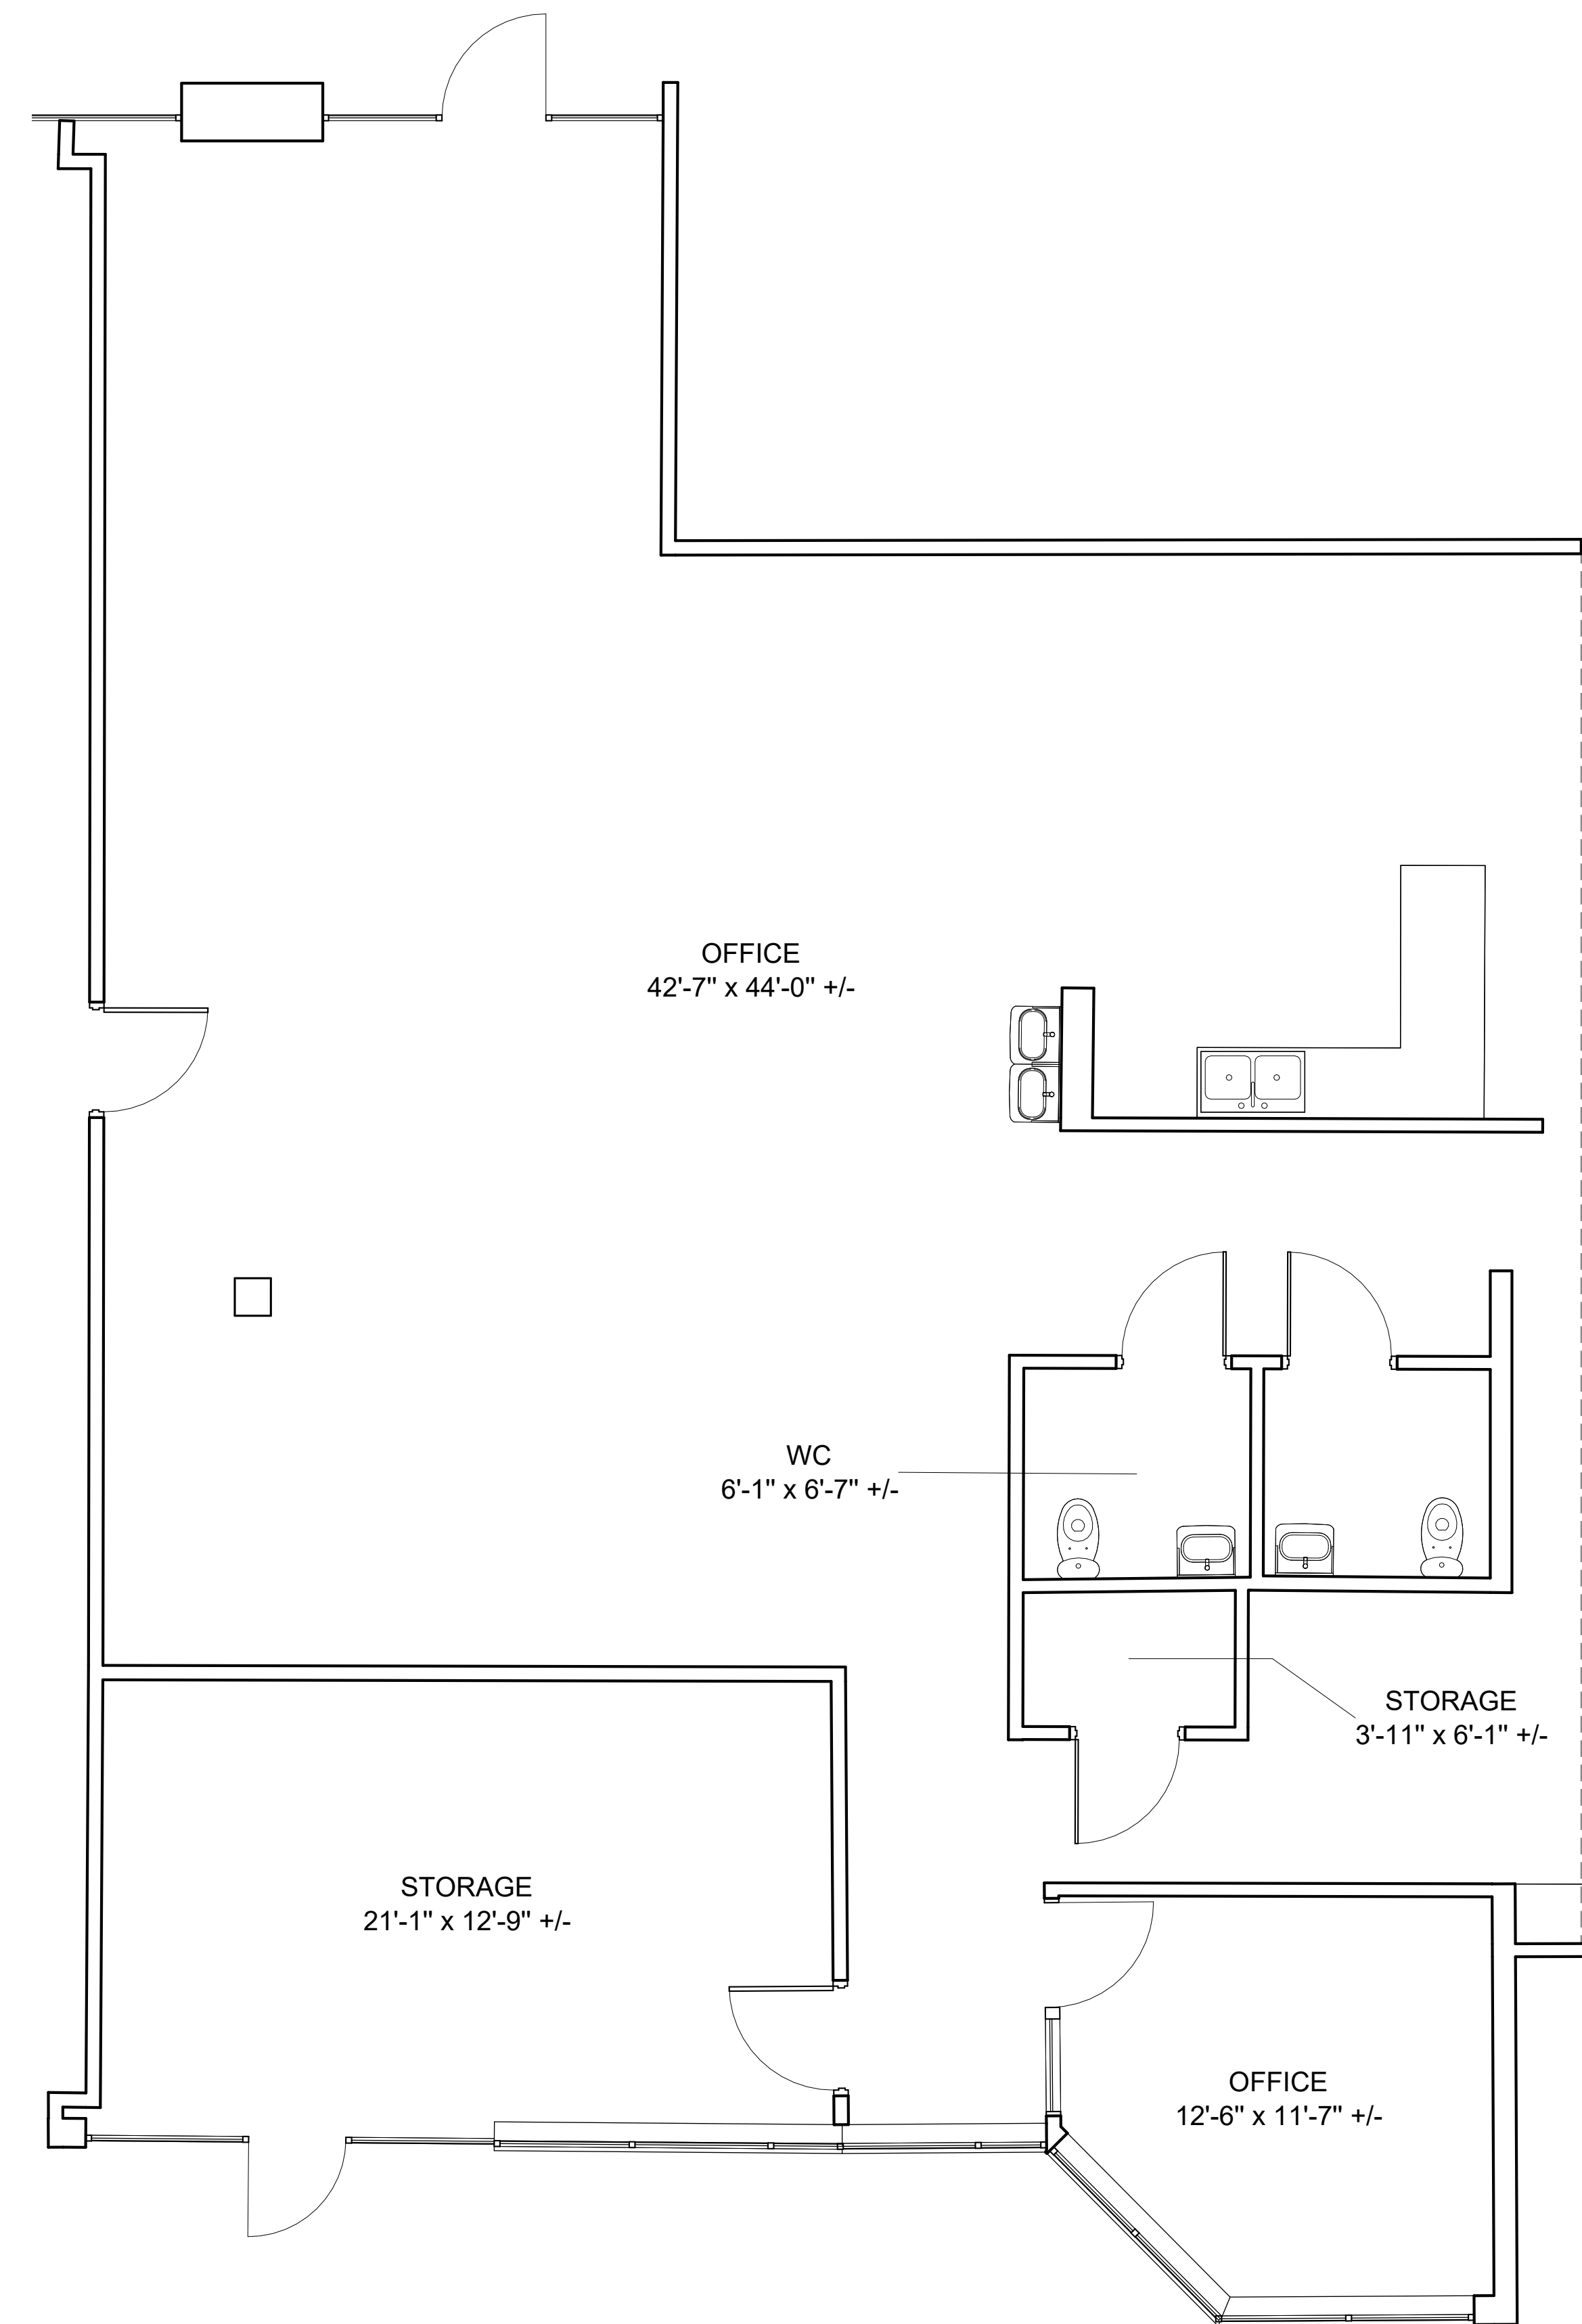 OFFICE
42'-7" x 44'-0" +/-
WC
6'-1" x 6'-7" +/-
STORAGE
3'-11" x 6'-1" +/-
STORAGE
21'-1" x 12'-9" +/-
OFFICE
12'-6" x 11'-7" +/-